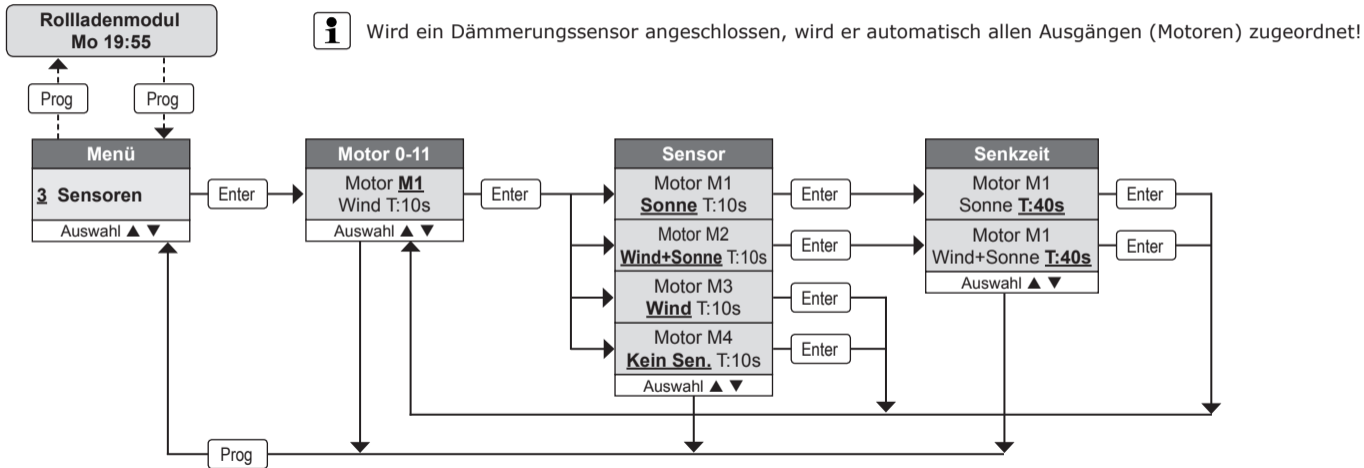 Rollladenmodul
Mo 19:55
Wird ein Dämmerungssensor angeschlossen, wird er automatisch allen Ausgängen (Motoren) zugeordnet!
Prog
Prog
Menü
3 Sensoren
Auswahl ▲ ▼
Enter
Motor 0-11
Motor M1
Wind T:10s
Auswahl ▲ ▼
Enter
Sensor
Motor M1
Sonne T:10s
Motor M2
Wind+Sonne T:10s
Motor M3
Wind T:10s
Motor M4
Kein Sen. T:10s
Auswahl ▲ ▼
Enter
Enter
Enter
Enter
Senkzeit
Motor M1
Sonne T:40s
Motor M1
Wind+Sonne T:40s
Auswahl ▲ ▼
Enter
Enter
Prog